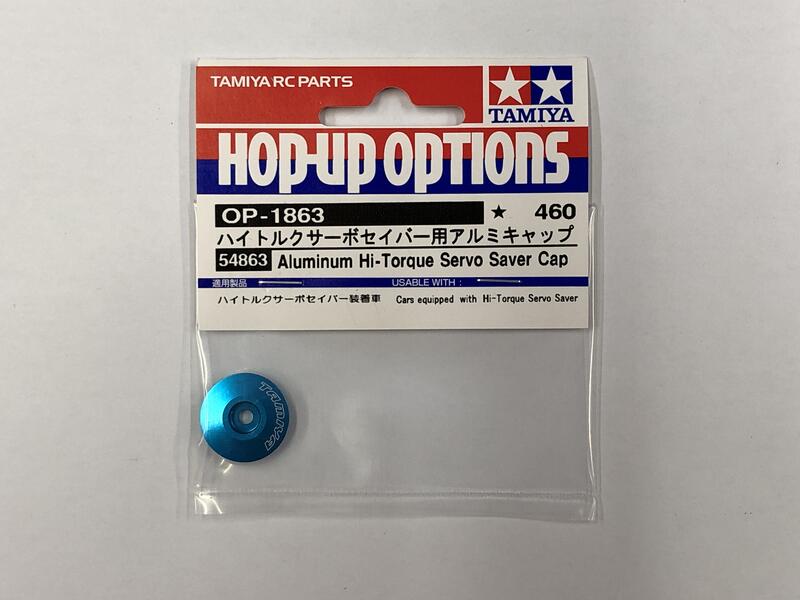 TAMIYA RC PARTS
TAMIYA
HOP-UP OPTIONS
OP-1863 ★ 460
ハイトルクサーボセイバー用アルミキャップ
54863 Aluminum Hi-Torque Servo Saver Cap
適用製品 USABLE WITH :
ハイトルクサーボセイバー装着車 Cars equipped with Hi-Torque Servo Saver
TAMIYA